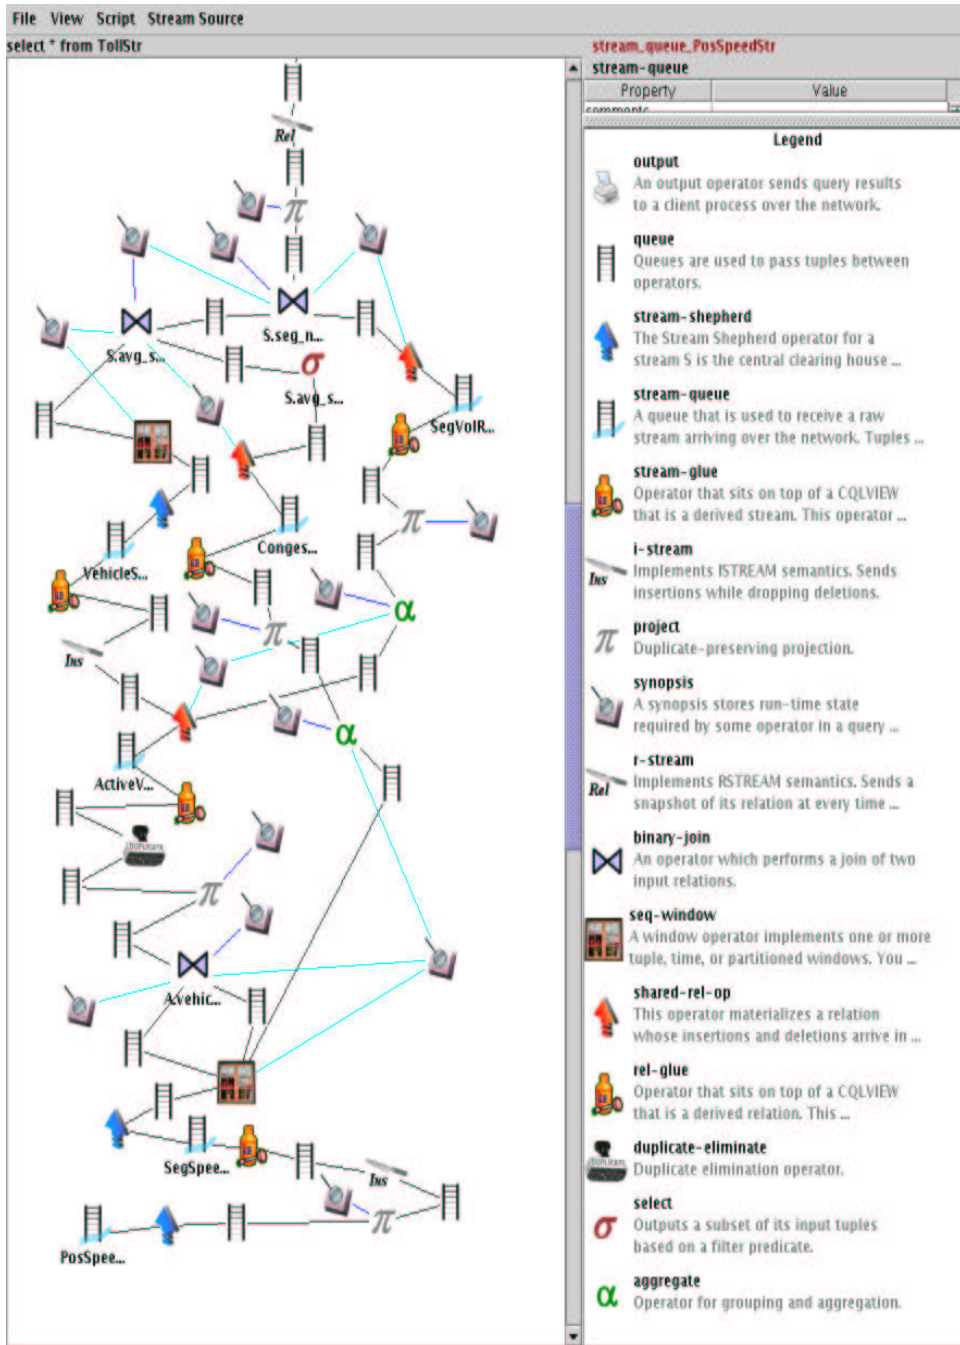 File View Script Stream Source
select * from TollStr
stream_queue_PosSpeedStr
stream-queue
Property Value
comments
Rel
S.seg_n...
S.avg_s...
S.avg_s...
SegVolR...
Conges...
VehicleS...
Ins
ActiveV...
DUPLICATE
A.vehic...
SegSpee...
Ins
PosSpee...
Legend
output
An output operator sends query results
to a client process over the network.
queue
Queues are used to pass tuples between
operators.
stream-shepherd
The Stream Shepherd operator for a
stream S is the central clearing house ...
stream-queue
A queue that is used to receive a raw
stream arriving over the network. Tuples ...
stream-glue
Operator that sits on top of a CQLVIEW
that is a derived stream. This operator ...
i-stream
Ins
Implements ISTREAM semantics. Sends
insertions while dropping deletions.
project
π
Duplicate-preserving projection.
synopsis
A synopsis stores run-time state
required by some operator in a query ...
r-stream
Rel
Implements RSTREAM semantics. Sends a
snapshot of its relation at every time ...
binary-join
An operator which performs a join of two
input relations.
seq-window
A window operator implements one or more
tuple, time, or partitioned windows. You ...
shared-rel-op
This operator materializes a relation
whose insertions and deletions arrive in ...
rel-glue
Operator that sits on top of a CQLVIEW
that is a derived relation. This ...
duplicate-eliminate
DUPLICATE
Duplicate elimination operator.
select
σ
Outputs a subset of its input tuples
based on a filter predicate.
aggregate
α
Operator for grouping and aggregation.